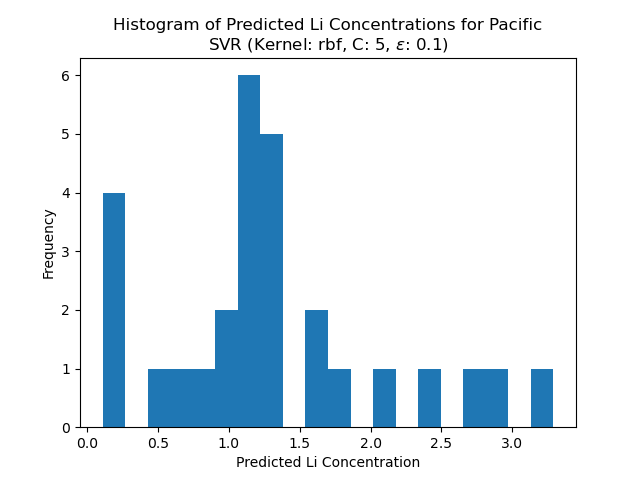 Histogram of Predicted Li Concentrations for Pacific
SVR (Kernel: rbf, C: 5, ε: 0.1)
Frequency
6
5
4
3
2
1
0
0.0 0.5 1.0 1.5 2.0 2.5 3.0
Predicted Li Concentration